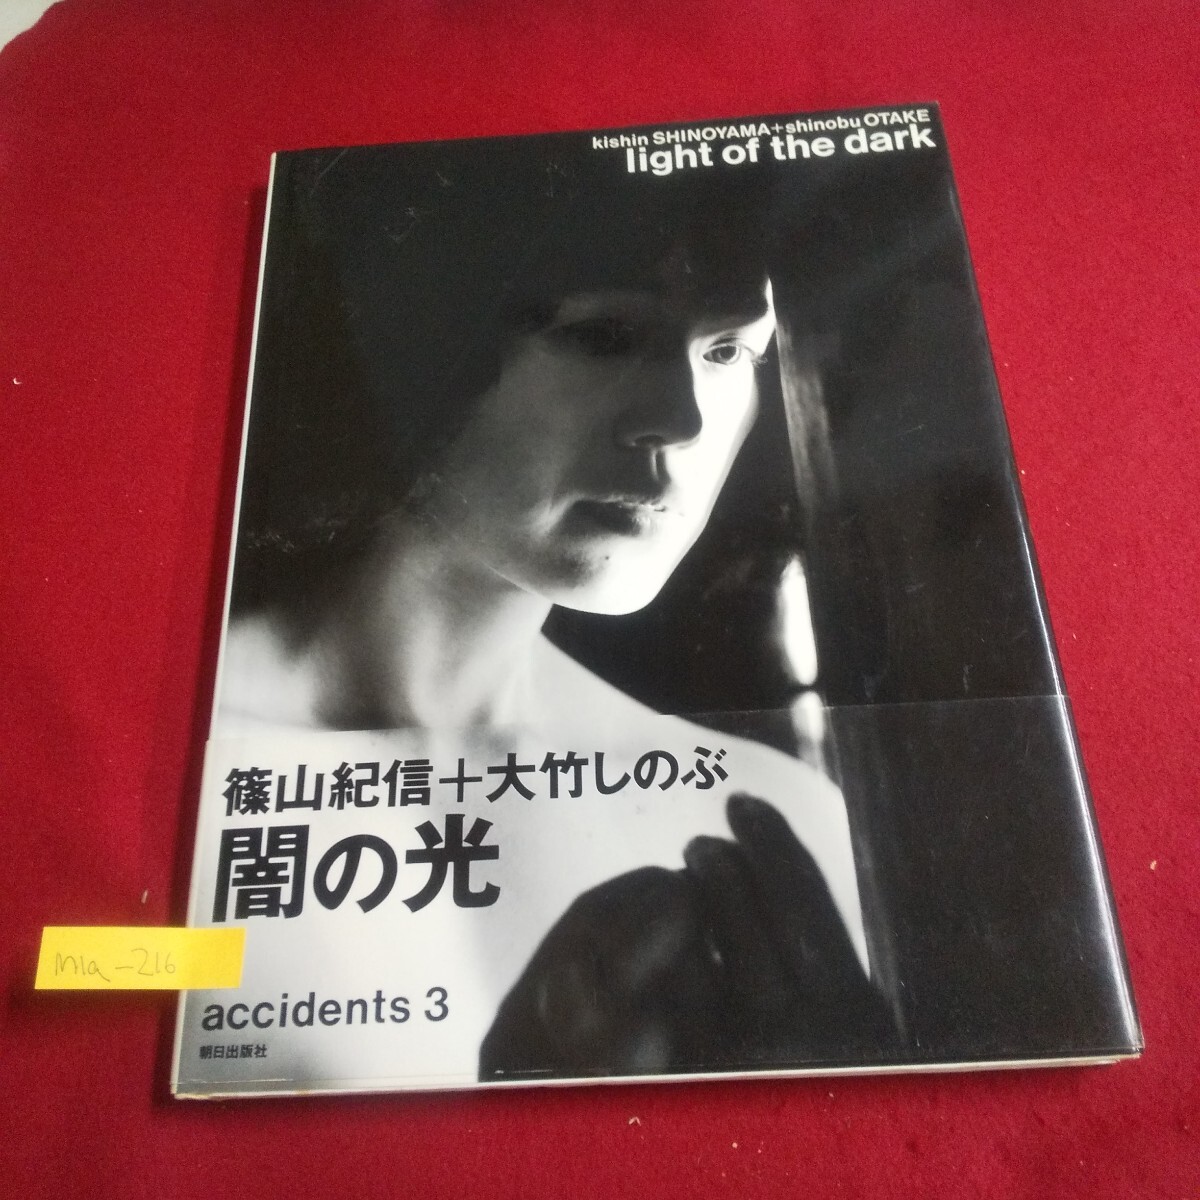 kishin SHINOYAMA+shinobu OTAKE
light of the dark
篠山紀信+大竹しのぶ
闇の光
M1a-216
accidents 3
朝日出版社